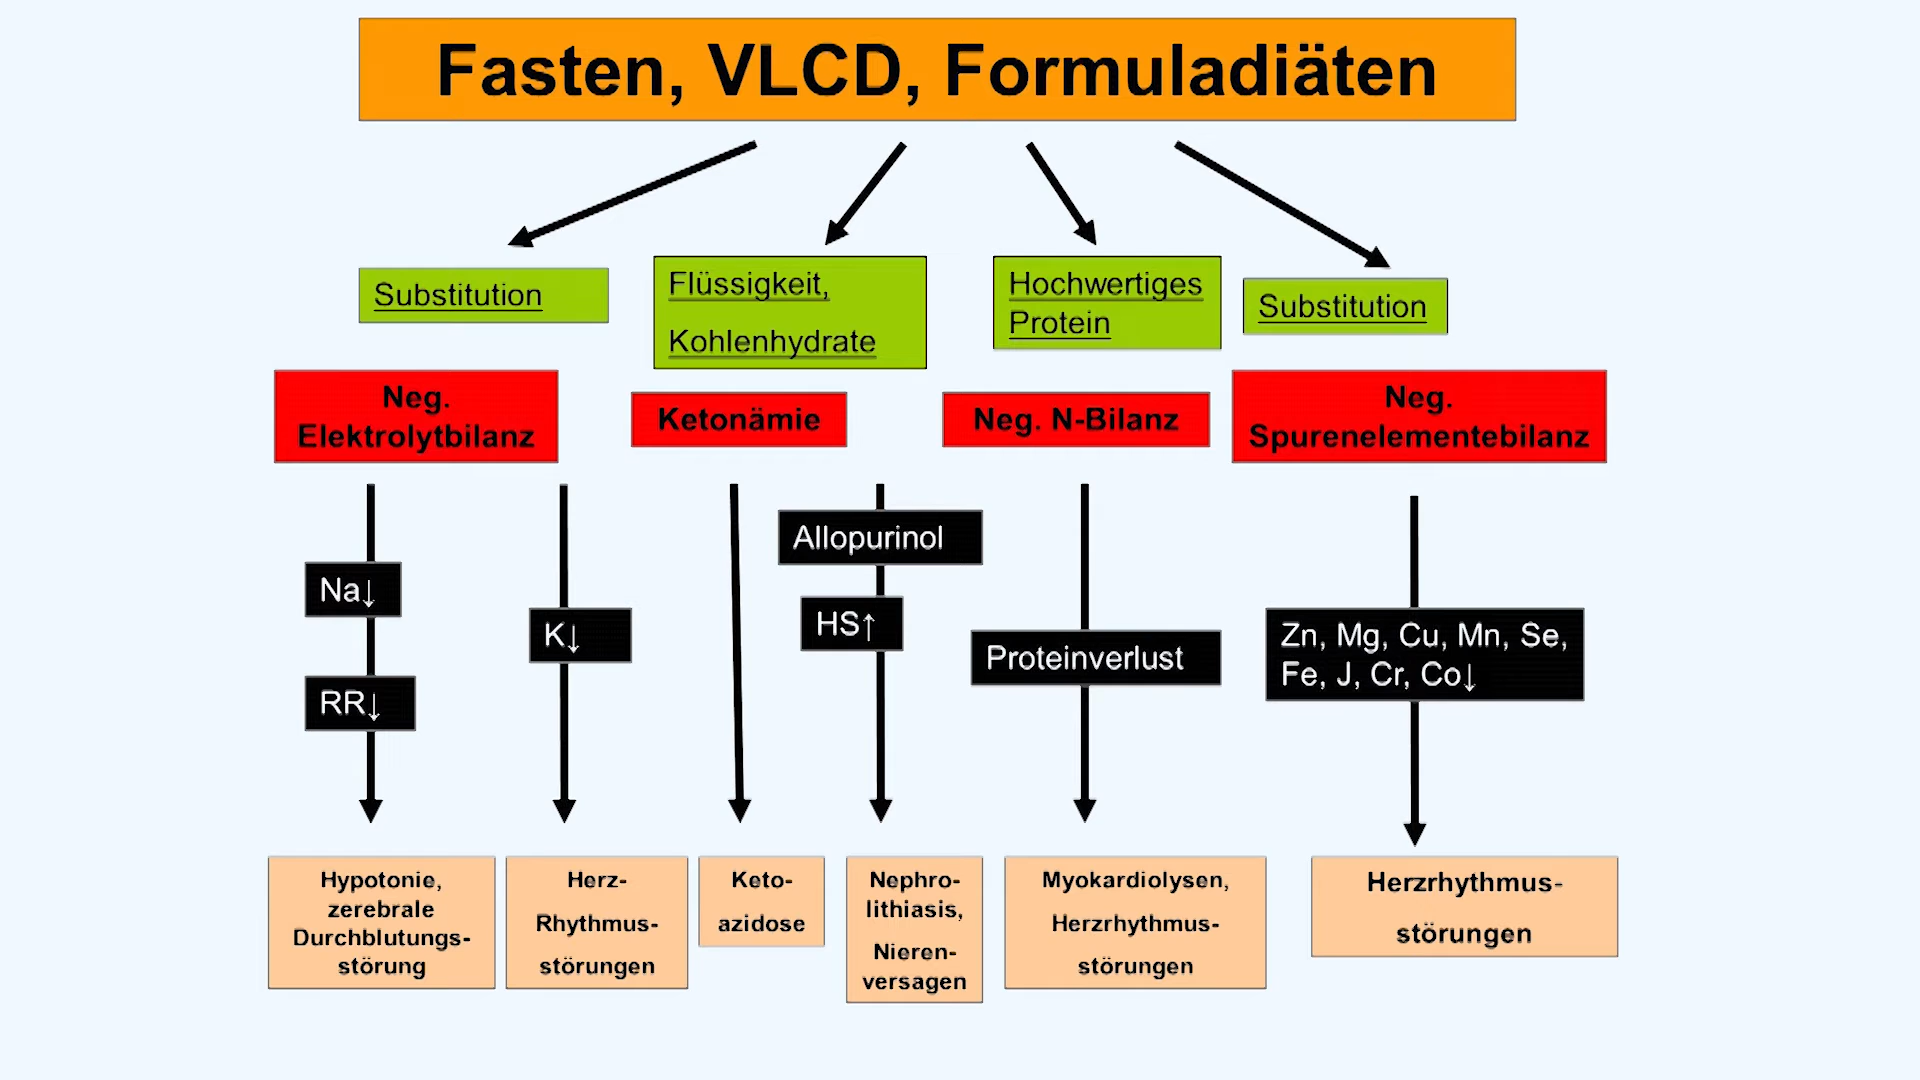 Fasten, VLCD, Formuladiäten
Substitution
Flüssigkeit,
Kohlenhydrate
Hochwertiges
Protein
Substitution
Neg.
Elektrolytbilanz
Ketonämie
Neg. N-Bilanz
Neg.
Spurenelementebilanz
Allopurinol
Na↓
HS↑
K↓
Proteinverlust
Zn, Mg, Cu, Mn, Se,
Fe, J, Cr, Co↓
RR↓
Hypotonie,
zerebrale
Durchblutungs-
störung
Herz-
Rhythmus-
störungen
Keto-
azidose
Nephro-
lithiasis,
Nieren-
versagen
Myokardiolysen,
Herzrhythmus-
störungen
Herzrhythmus-
störungen